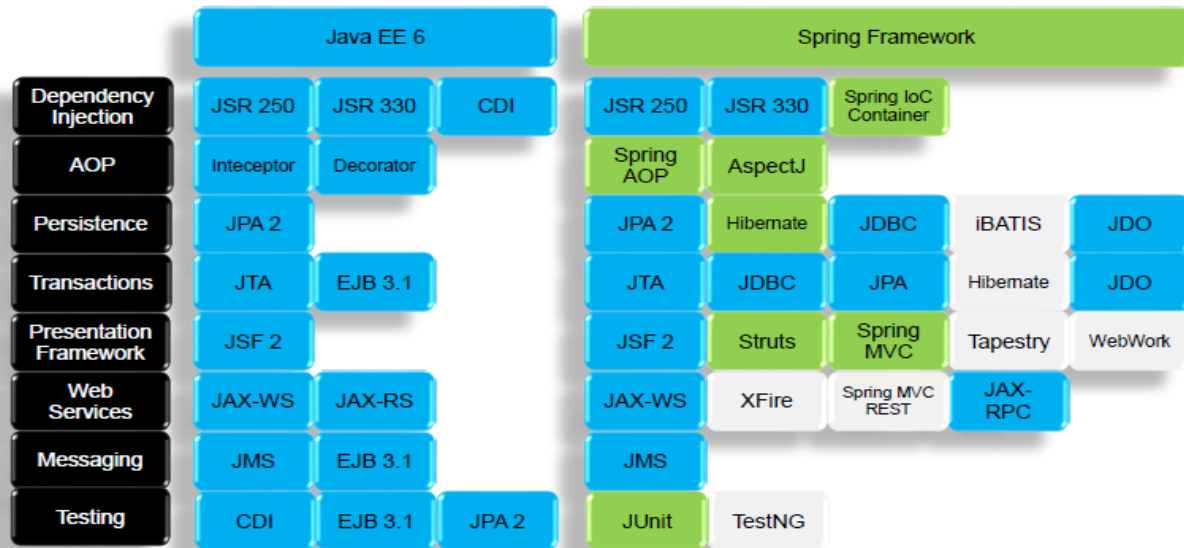 Java EE 6
Spring Framework
Dependency
Injection
JSR 250
JSR 330
CDI
JSR 250
JSR 330
Spring IoC
Container
AOP
Inteceptor
Decorator
Spring
AOP
AspectJ
Persistence
JPA 2
JPA 2
Hibernate
JDBC
iBATIS
JDO
Transactions
JTA
EJB 3.1
JTA
JDBC
JPA
Hibernate
JDO
Presentation
Framework
JSF 2
JSF 2
Struts
Spring
MVC
Tapestry
WebWork
Web
Services
JAX-WS
JAX-RS
JAX-WS
XFire
Spring MVC
REST
JAX-
RPC
Messaging
JMS
EJB 3.1
JMS
Testing
CDI
EJB 3.1
JPA 2
JUnit
TestNG